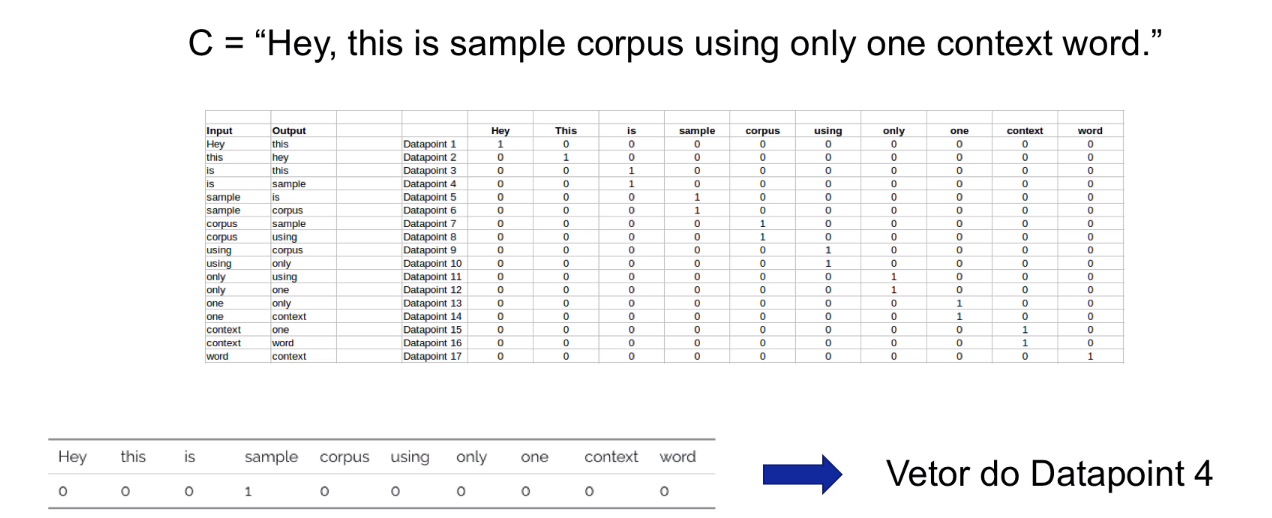 C = “Hey, this is sample corpus using only one context word.”
Input Output Hey This is sample corpus using only one context word
Hey this Datapoint 1 1 0 0 0 0 0 0 0 0 0
this hey Datapoint 2 0 1 0 0 0 0 0 0 0 0
is this Datapoint 3 0 0 1 0 0 0 0 0 0 0
is sample Datapoint 4 0 0 1 0 0 0 0 0 0 0
sample is Datapoint 5 0 0 0 1 0 0 0 0 0 0
sample corpus Datapoint 6 0 0 0 1 0 0 0 0 0 0
corpus sample Datapoint 7 0 0 0 0 1 0 0 0 0 0
corpus using Datapoint 8 0 0 0 0 1 0 0 0 0 0
using corpus Datapoint 9 0 0 0 0 0 1 0 0 0 0
using only Datapoint 10 0 0 0 0 0 1 0 0 0 0
only using Datapoint 11 0 0 0 0 0 0 1 0 0 0
only one Datapoint 12 0 0 0 0 0 0 1 0 0 0
one only Datapoint 13 0 0 0 0 0 0 0 1 0 0
one context Datapoint 14 0 0 0 0 0 0 0 1 0 0
context one Datapoint 15 0 0 0 0 0 0 0 0 1 0
context word Datapoint 16 0 0 0 0 0 0 0 0 1 0
word context Datapoint 17 0 0 0 0 0 0 0 0 0 1
Hey this is sample corpus using only one context word
0 0 0 1 0 0 0 0 0 0
Vetor do Datapoint 4